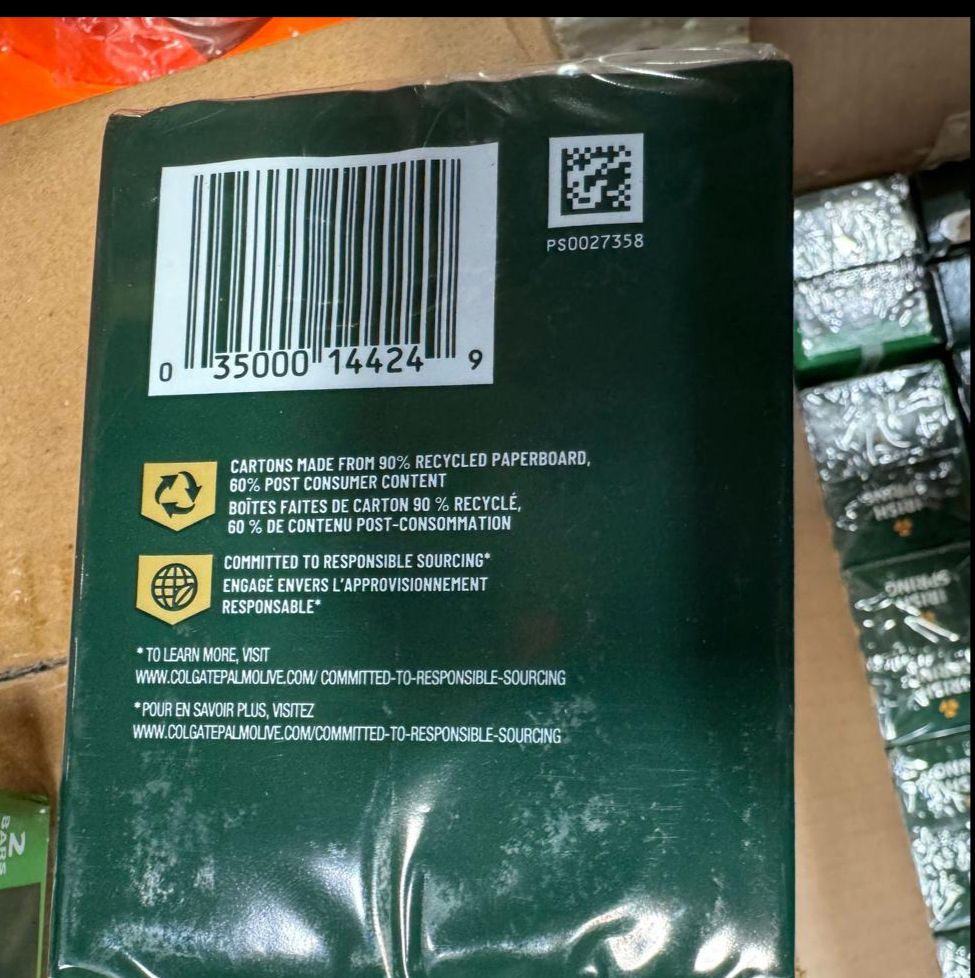 0 35000 14424 9
PS0027358
CARTONS MADE FROM 90% RECYCLED PAPERBOARD,
60% POST CONSUMER CONTENT
BOÎTES FAITES DE CARTON 90 % RECYCLÉ,
60 % DE CONTENU POST-CONSOMMATION
COMMITTED TO RESPONSIBLE SOURCING*
ENGAGÉ ENVERS L'APPROVISIONNEMENT
RESPONSABLE*
* TO LEARN MORE, VISIT
WWW.COLGATEPALMOLIVE.COM/ COMMITTED-TO-RESPONSIBLE-SOURCING
* POUR EN SAVOIR PLUS, VISITEZ
WWW.COLGATEPALMOLIVE.COM/COMMITTED-TO-RESPONSIBLE-SOURCING
2
BARS
IRISH
SPRING
IRISH
SPRING